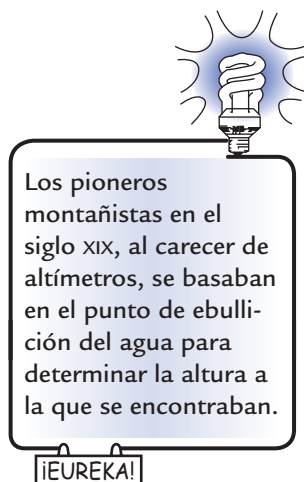 Los pioneros
montañistas en el
siglo XIX, al carecer de
altímetros, se basaban
en el punto de ebulli-
ción del agua para
determinar la altura a
la que se encontraban.
¡EUREKA!